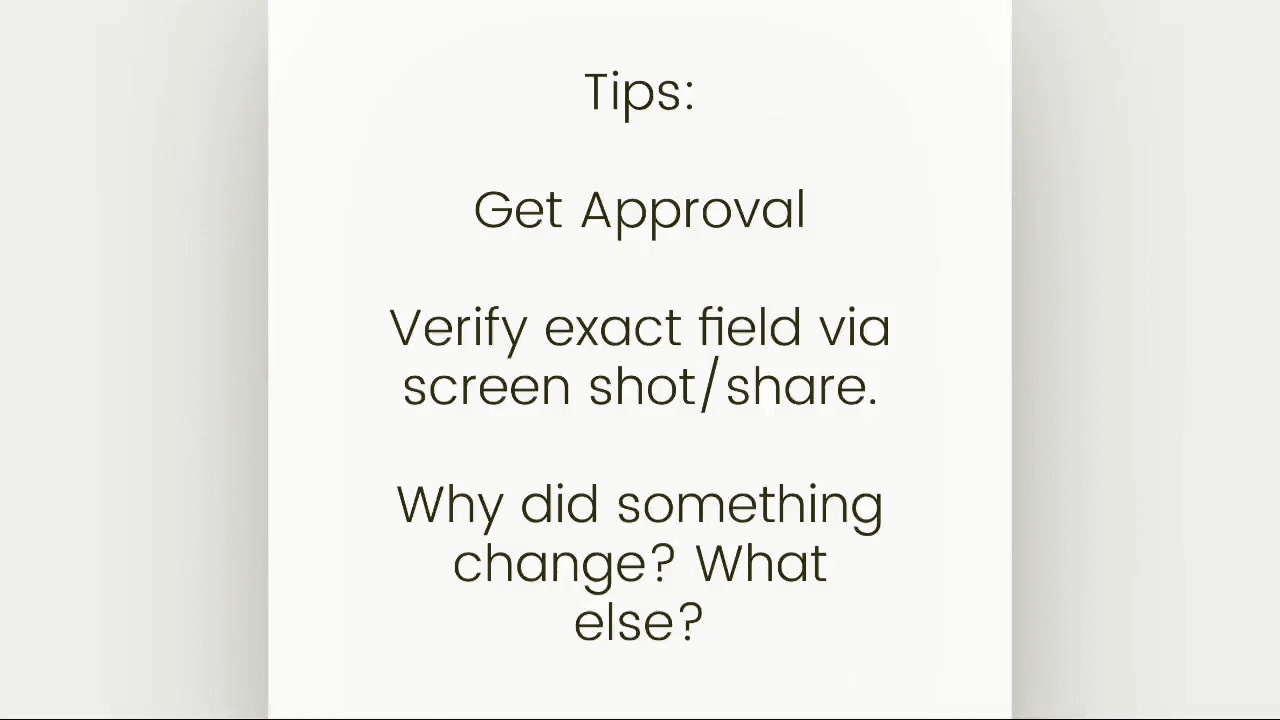 Tips:
Get Approval
Verify exact field via
screen shot/share.
Why did something
change? What
else?